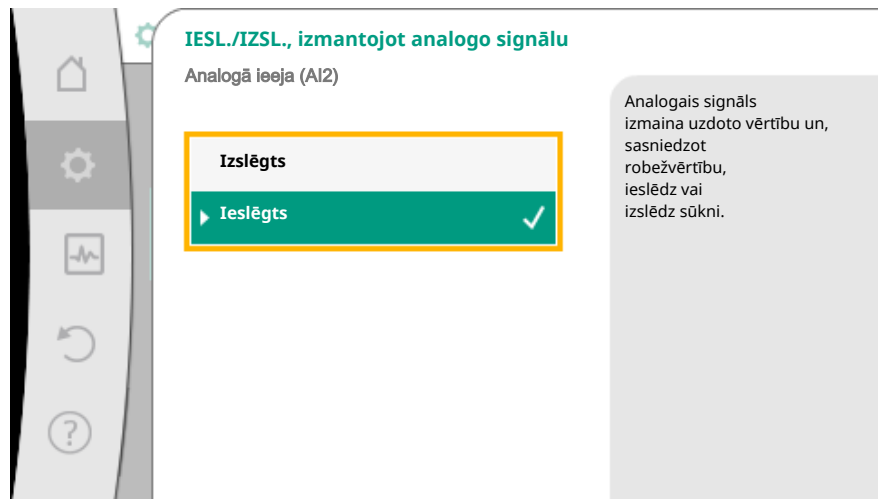 IESL./IZSL., izmantojot analogo signālu
Analogā ieeja (AI2)
Izslēgts
Ieslēgts
Analogais signāls
izmaina uzdoto vērtību un,
sasniedzot
robežvērtību,
ieslēdz vai
izslēdz sūkni.